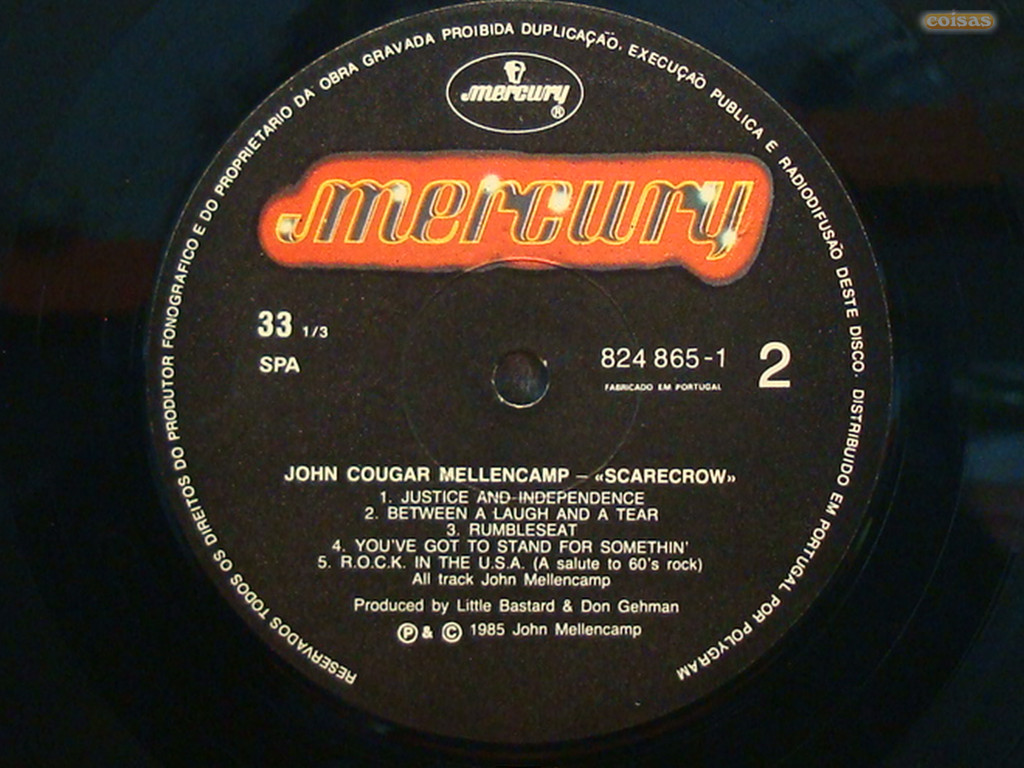 coisas
RESERVADOS TODOS OS DIREITOS DO PRODUTOR FONOGRAFICO E DO PROPRIETARIO DA OBRA GRAVADA PROIBIDA DUPLICAÇAO, EXECUÇAO PUBLICA E RADIODIFUSÃO DESTE DISCO. DISTRIBUIDO EM PORTUGAL POR POLYGRAM
mercury
®
mercury
33 1/3
SPA
824 865-1
FABRICADO EM PORTUGAL
2
JOHN COUGAR MELLENCAMP – «SCARECROW»
1. JUSTICE AND INDEPENDENCE
2. BETWEEN A LAUGH AND A TEAR
3. RUMBLESEAT
4. YOU'VE GOT TO STAND FOR SOMETHIN'
5. R.O.C.K. IN THE U.S.A. (A salute to 60's rock)
All track John Mellencamp
Produced by Little Bastard & Don Gehman
℗ & © 1985 John Mellencamp